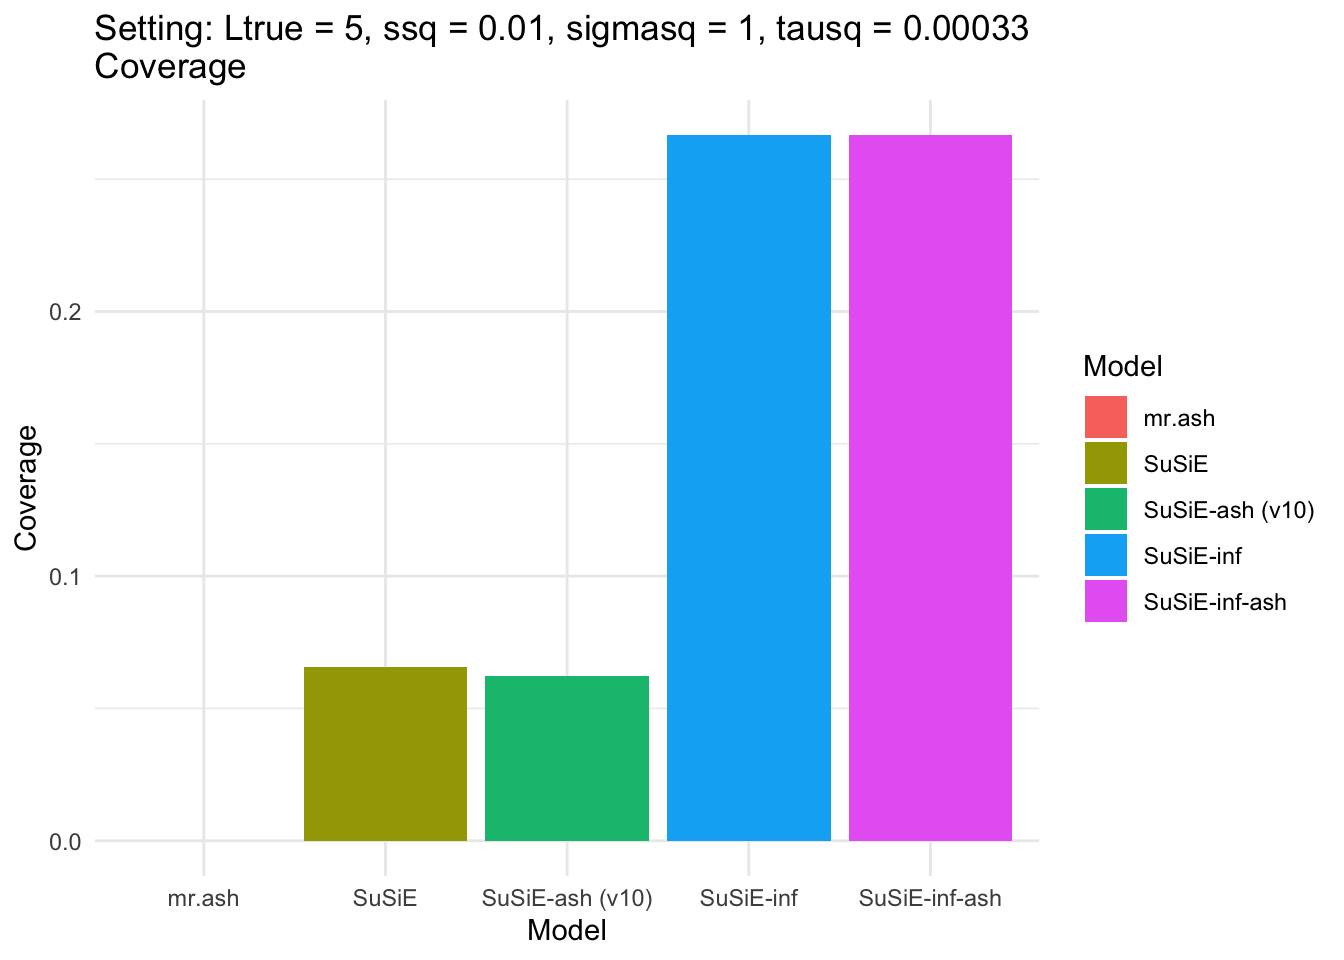 Setting: Ltrue = 5, ssq = 0.01, sigmasq = 1, tausq = 0.00033
Coverage
Coverage
0.2
0.1
0.0
mr.ash
SuSiE
SuSiE-ash (v10)
SuSiE-inf
SuSiE-inf-ash
Model
Model
mr.ash
SuSiE
SuSiE-ash (v10)
SuSiE-inf
SuSiE-inf-ash